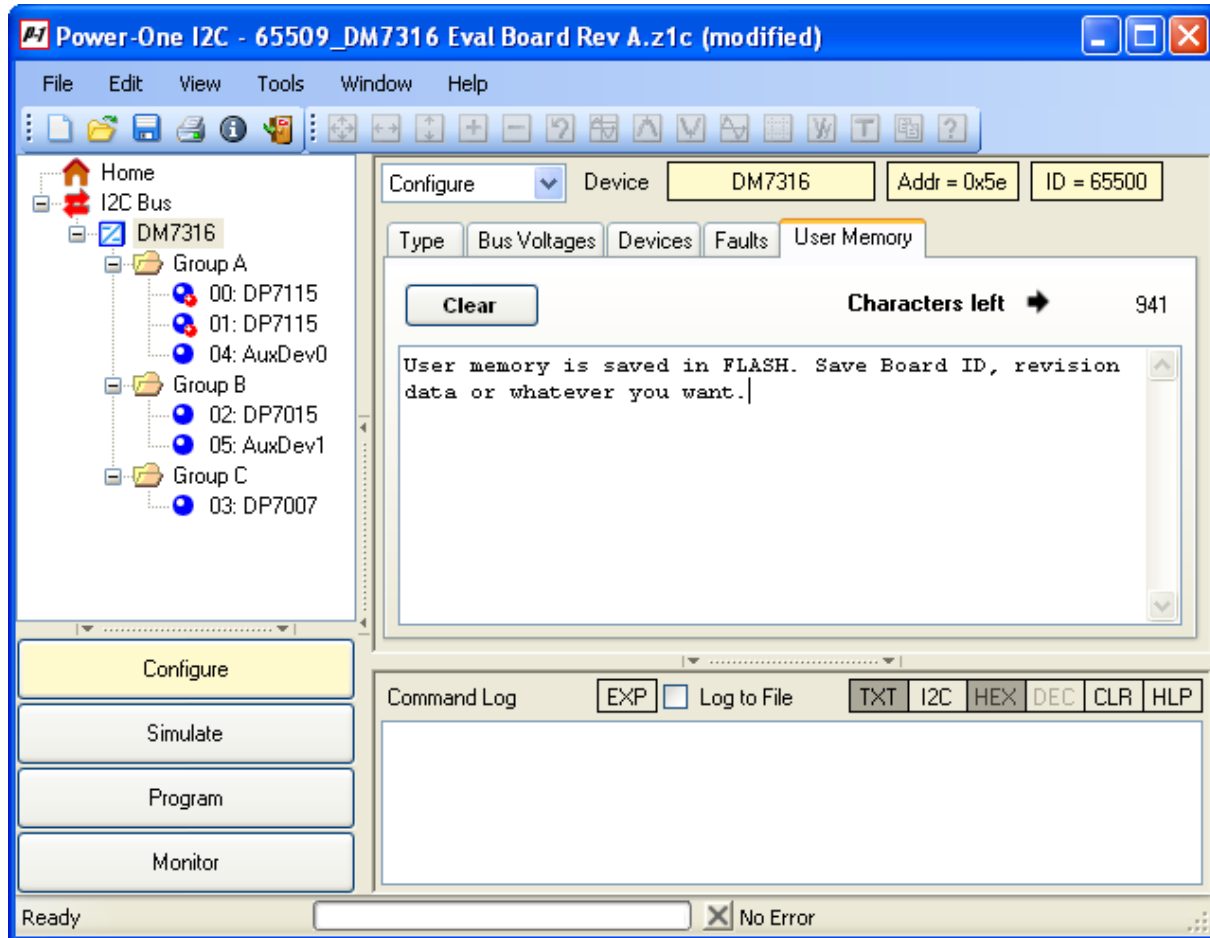 Power-One I2C - 65509_DM7316 Eval Board Rev A.z1c (modified)
File Edit View Tools Window Help
Home
I2C Bus
DM7316
Group A
00: DP7115
01: DP7115
04: AuxDev0
Group B
02: DP7015
05: AuxDev1
Group C
03: DP7007
Configure
Simulate
Program
Monitor
Configure Device DM7316 Addr = 0x5e ID = 65500
Type Bus Voltages Devices Faults User Memory
Clear Characters left 941
User memory is saved in FLASH. Save Board ID, revision
data or whatever you want.
Command Log EXP Log to File TXT I2C HEX DEC CLR HLP
Ready No Error